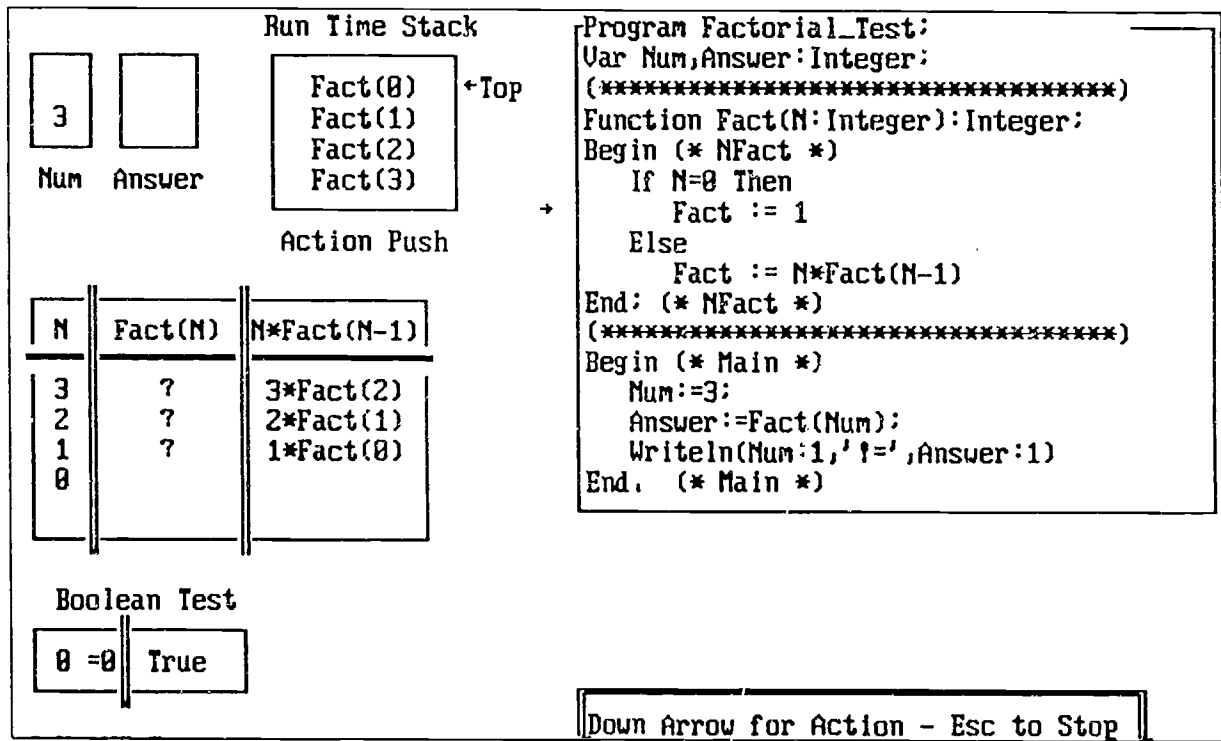 Run Time Stack
Fact(0) ←Top
Fact(1)
Fact(2)
Fact(3)
Action Push
3
Num Answer
N Fact(N) N*Fact(N-1)
3 ? 3*Fact(2)
2 ? 2*Fact(1)
1 ? 1*Fact(0)
0
Boolean Test
0 =0 True
Program Factorial_Test;
Var Num,Answer:Integer;
(***********************************)
Function Fact(N:Integer):Integer;
Begin (* NFact *)
If N=0 Then
→ Fact := 1
Else
Fact := N*Fact(N-1)
End; (* NFact *)
(***********************************)
Begin (* Main *)
Num:=3;
Answer:=Fact(Num);
Writeln(Num:1,'!=',Answer:1)
End. (* Main *)
Down Arrow for Action - Esc to Stop